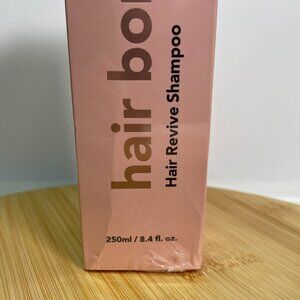 hair bo
Hair Revive Shampoo
250ml / 8.4 fl. oz.